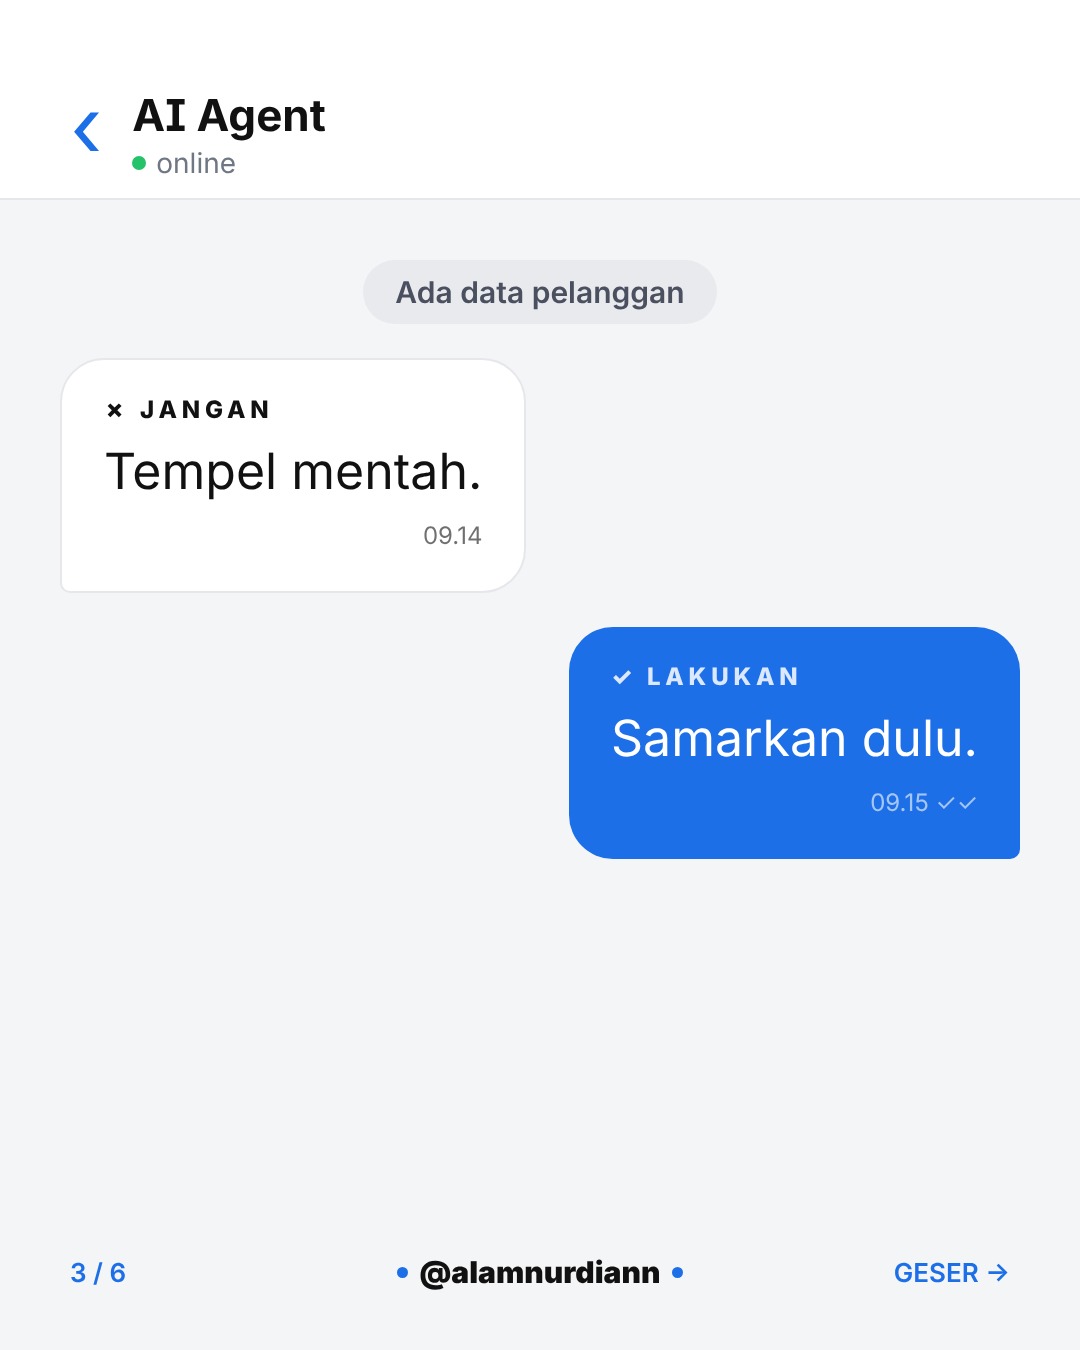 AI Agent
online
Ada data pelanggan
× JANGAN
Tempel mentah.
09.14
✓ LAKUKAN
Samarkan dulu.
09.15 ✓✓
3 / 6
• @alamnurdiann •
GESER →